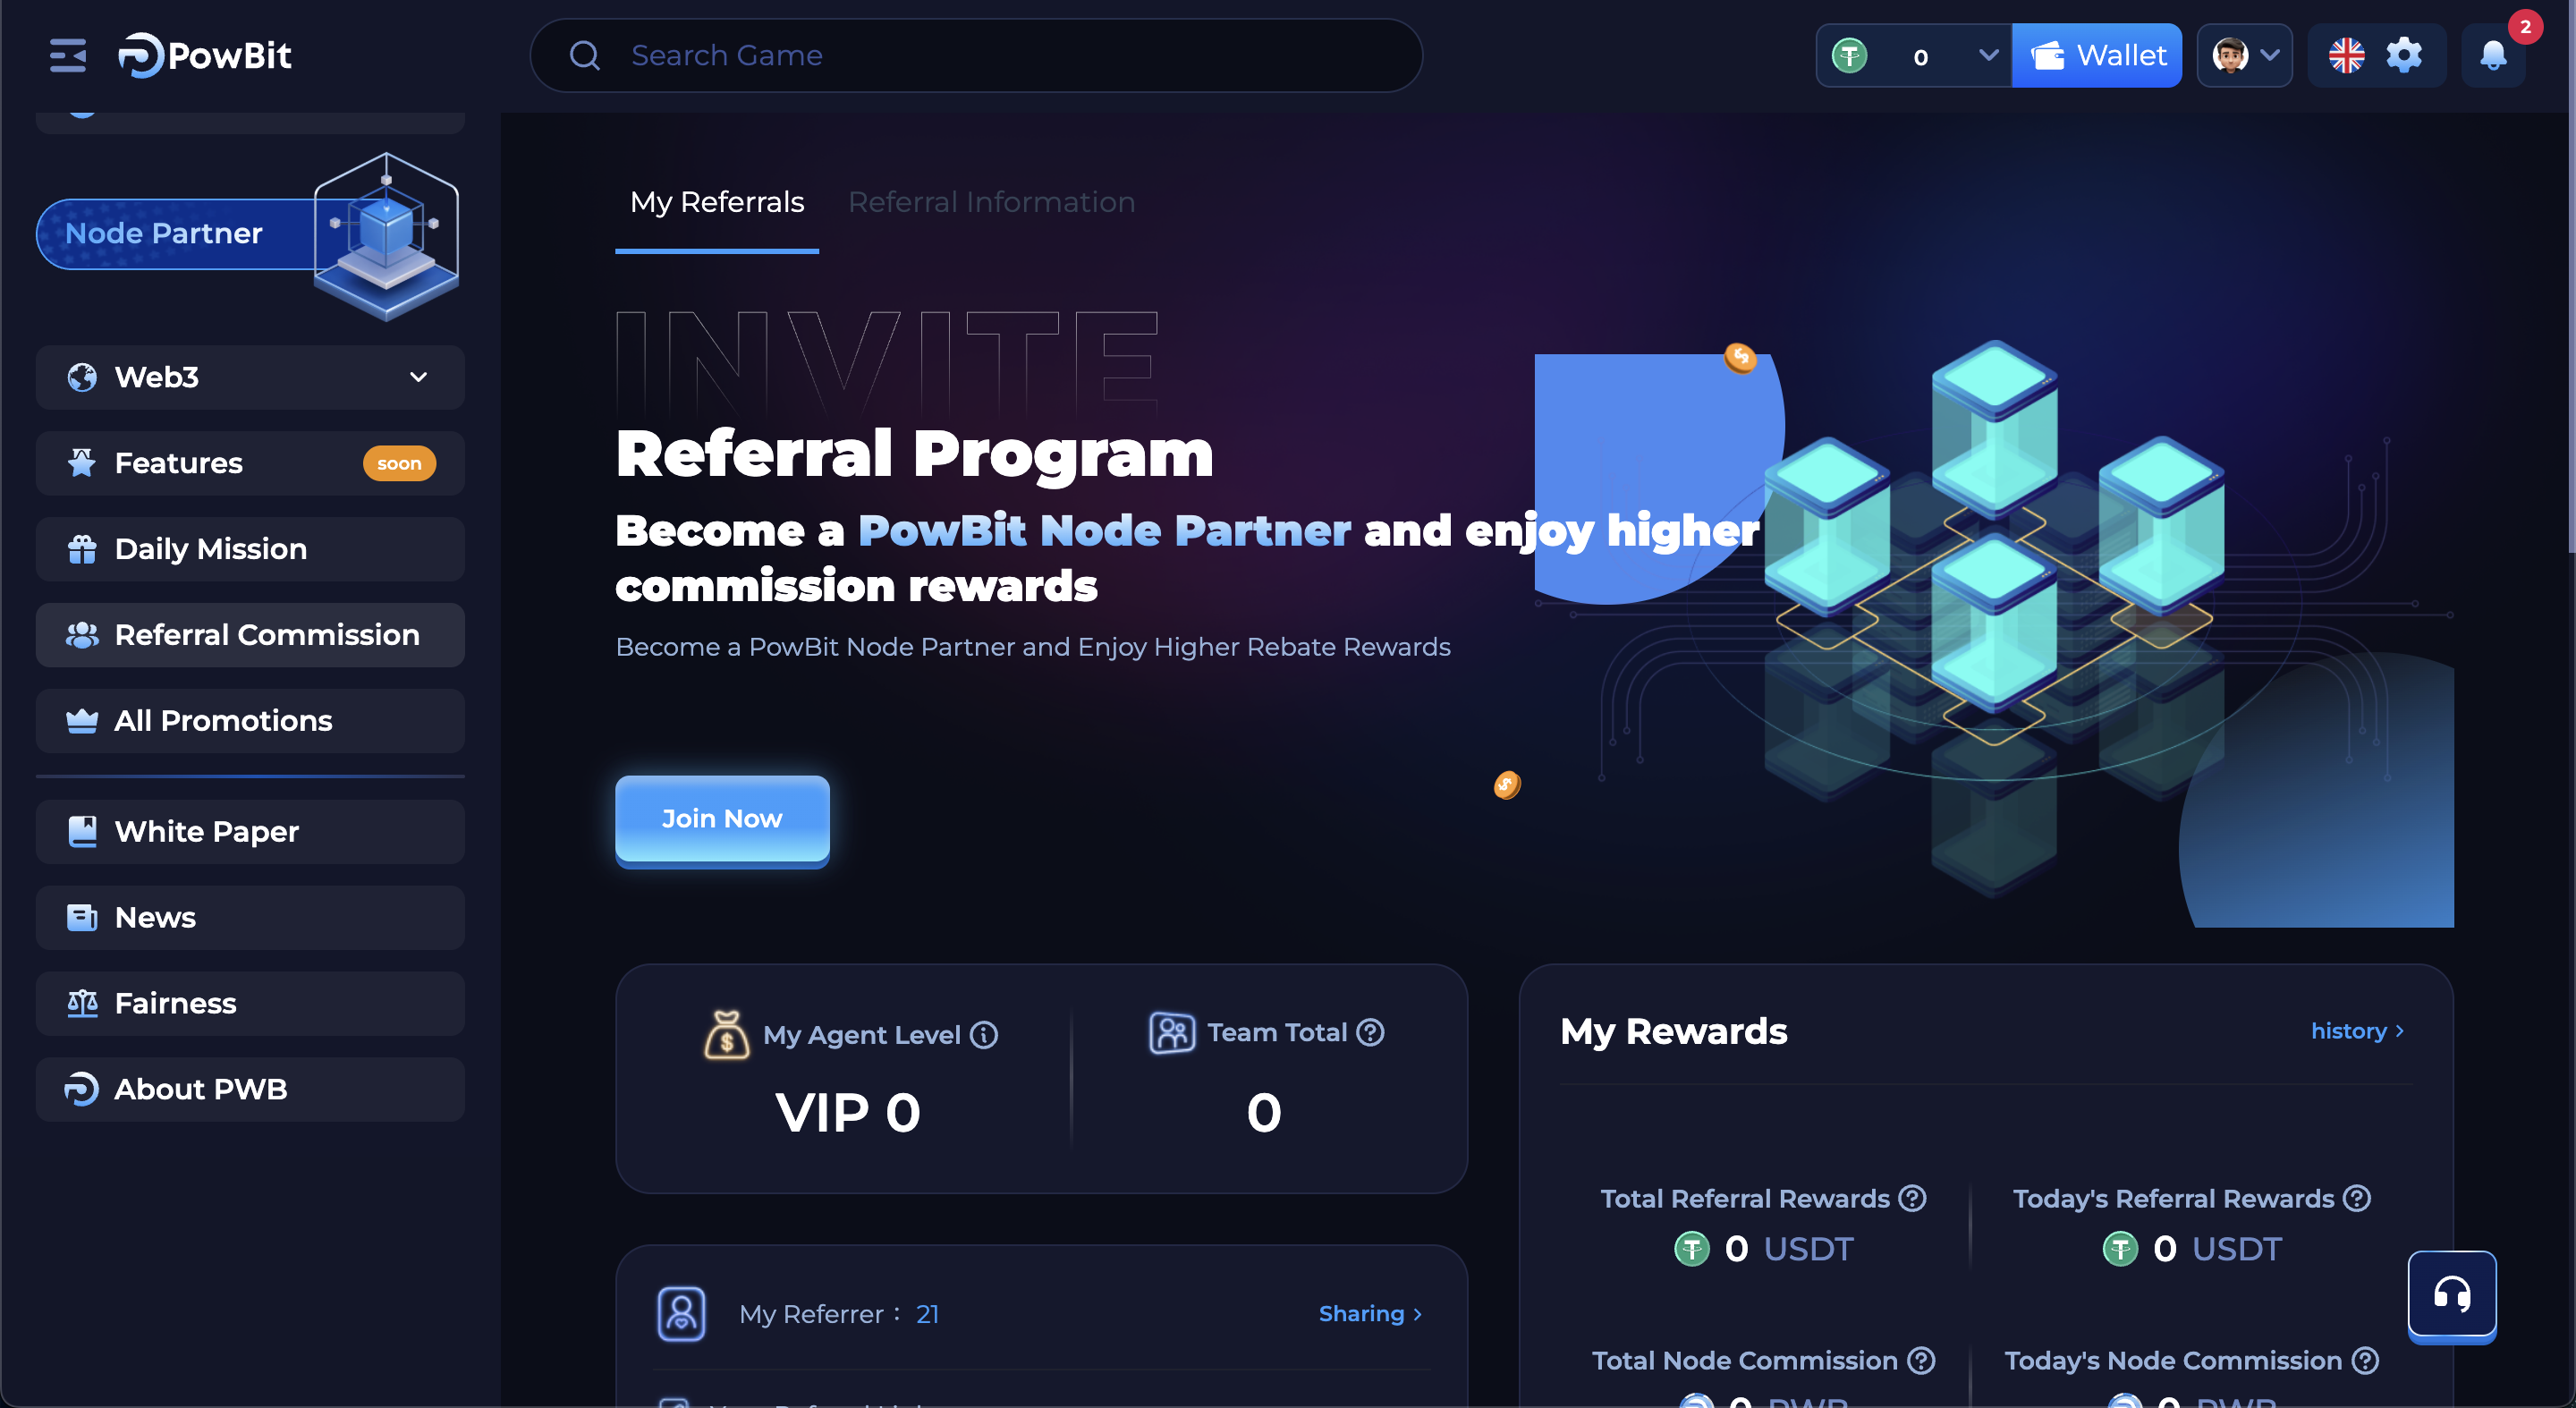 PowBit
Search Game
0
Wallet
2
Node Partner
Web3
Features
soon
Daily Mission
Referral Commission
All Promotions
White Paper
News
Fairness
About PWB
My Referrals
Referral Information
INVITE
Referral Program
Become a PowBit Node Partner and enjoy higher
commission rewards
Become a PowBit Node Partner and Enjoy Higher Rebate Rewards
Join Now
My Agent Level
VIP 0
Team Total
0
My Referrer : 21
Sharing >
My Rewards
history >
Total Referral Rewards
0 USDT
Today's Referral Rewards
0 USDT
Total Node Commission
0 PWB
Today's Node Commission
0 PWB